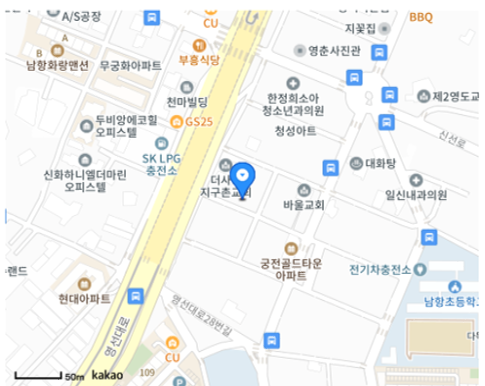 A/S공장
CU
지꽃집
BBQ
A
B
남항화랑맨션
무궁화아파트
부흥식당
영춘사진관
천마빌딩
한정희소아
청소년과의원
제2영도교
두비앙에코힐
오피스텔
GS25
청성아트
신선로
SK LPG
충전소
신화하니엘더마린
오피스텔
더사
지구촌교회
대화탕
바울교회
일신내과의원
랜드
궁전골드타운
아파트
전기차충전소
현대아파트
남항초등학교
영선대로
영선대로28번길
CU
109
50m
kakao
P